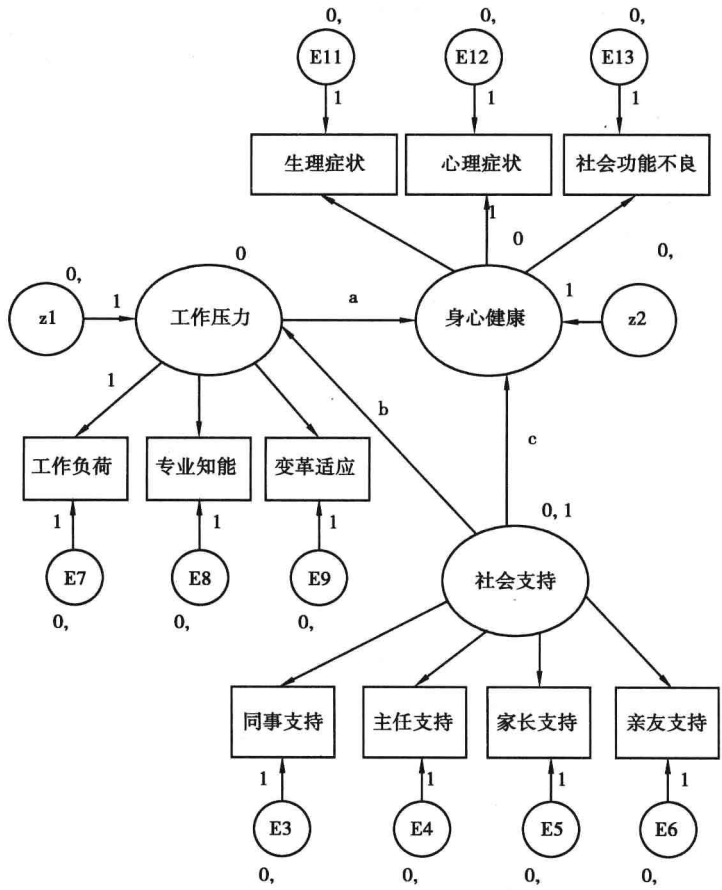 0, 0, 0,
E11 E12 E13
1 1 1
生理症状 心理症状 社会功能不良
1
0 0 0,
0,
z1 1 工作压力 a 身心健康 1 z2
1 b
c
工作负荷 专业知能 变革适应
1 1 1
0, 1
E7 E8 E9 社会支持
0, 0, 0,
同事支持 主任支持 家长支持 亲友支持
1 1 1 1
E3 E4 E5 E6
0, 0, 0, 0,